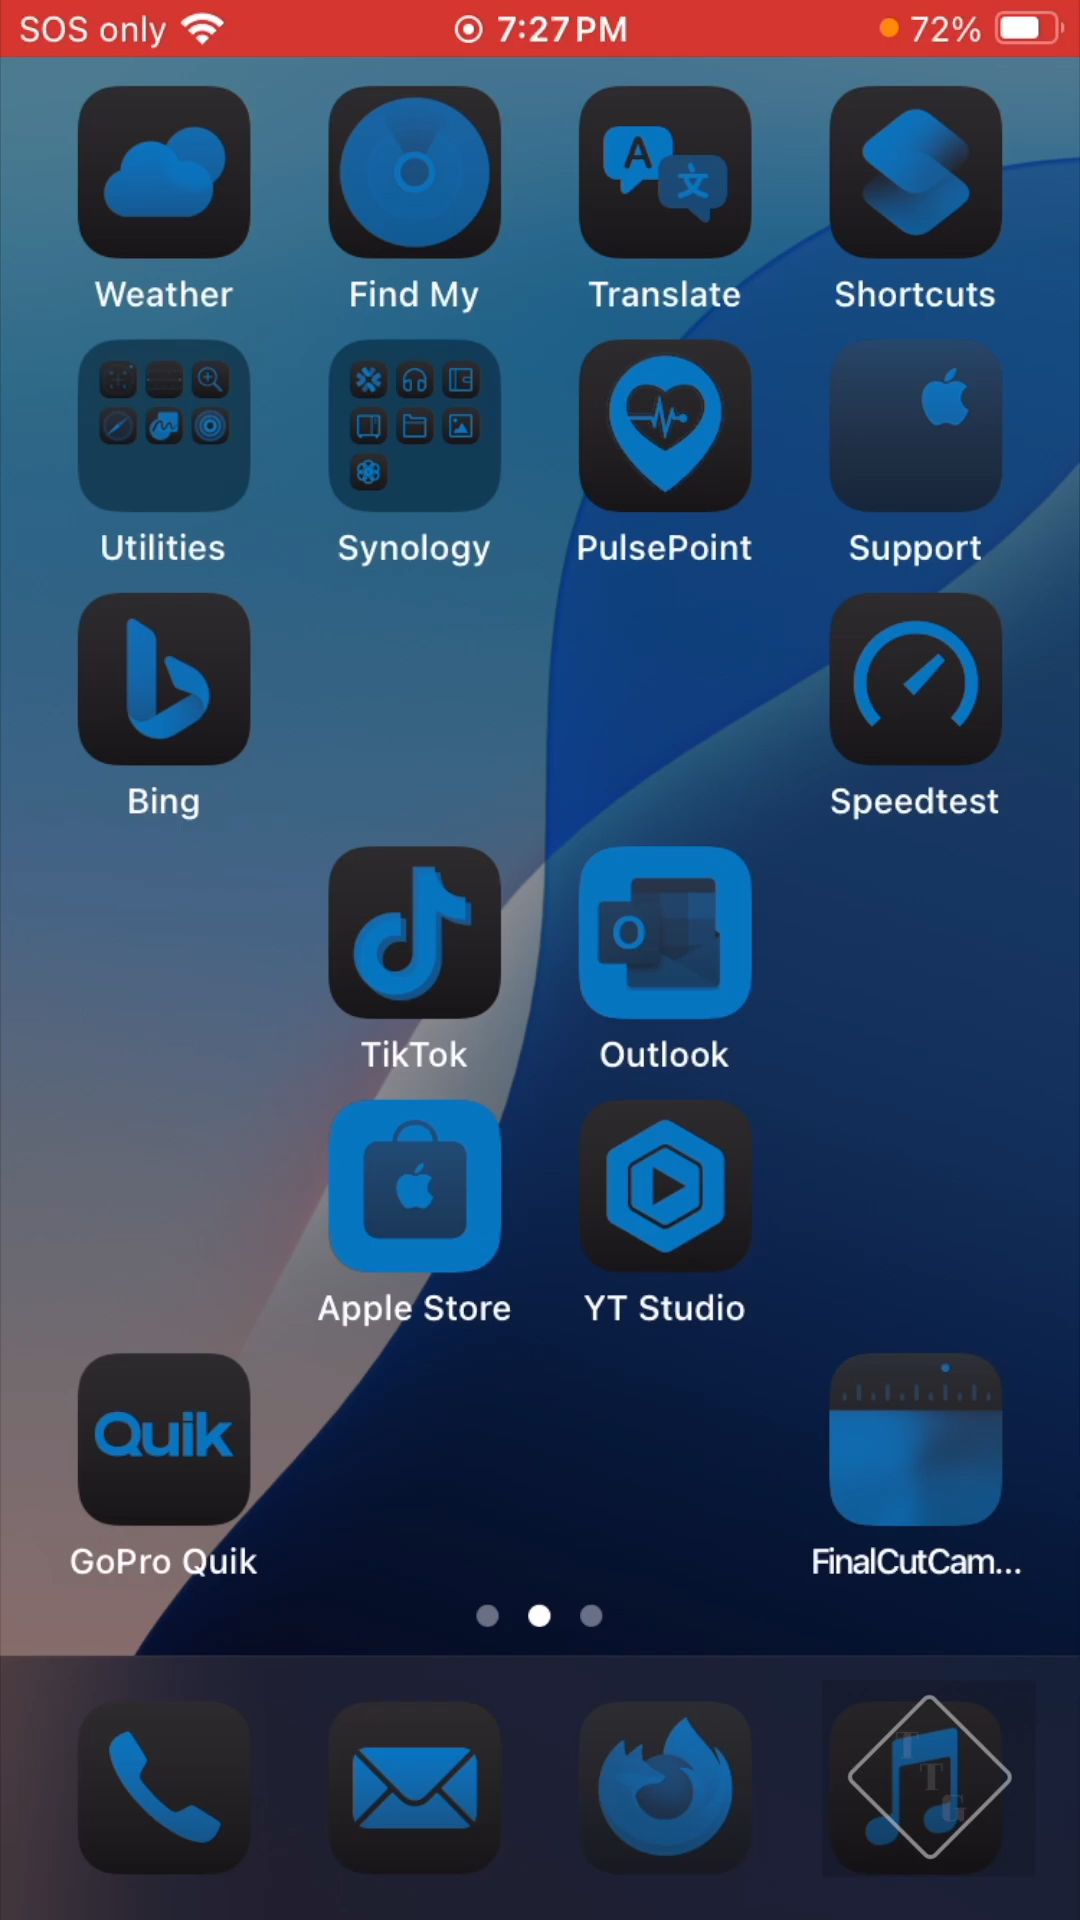 SOS only 7:27 PM 72%
A 文
Weather Find My Translate Shortcuts
Utilities Synology PulsePoint Support
Bing Speedtest
O
TikTok Outlook
Apple Store YT Studio
Quik
GoPro Quik FinalCutCam...
T
T
G